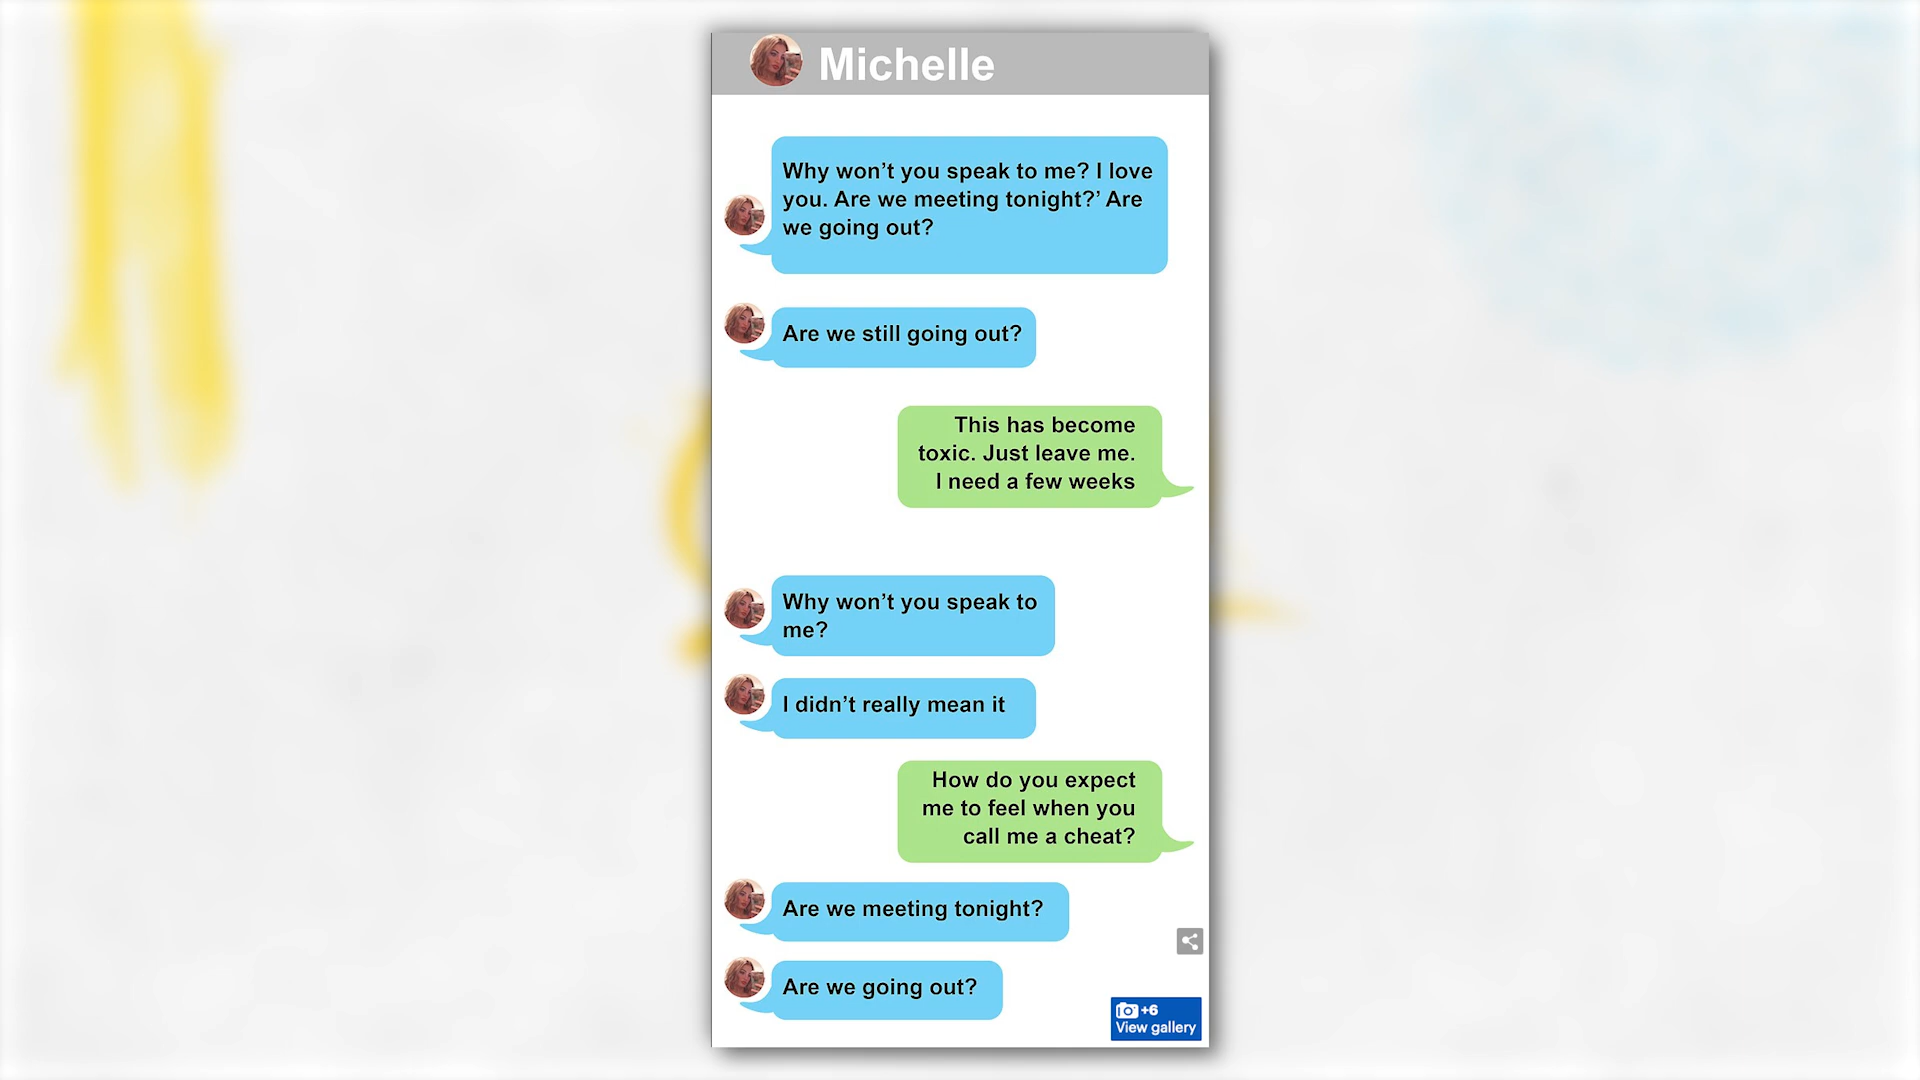 Michelle
Why won’t you speak to me? I love
you. Are we meeting tonight?’ Are
we going out?
Are we still going out?
This has become
toxic. Just leave me.
I need a few weeks
Why won’t you speak to
me?
I didn’t really mean it
How do you expect
me to feel when you
call me a cheat?
Are we meeting tonight?
Are we going out?
+6
View gallery